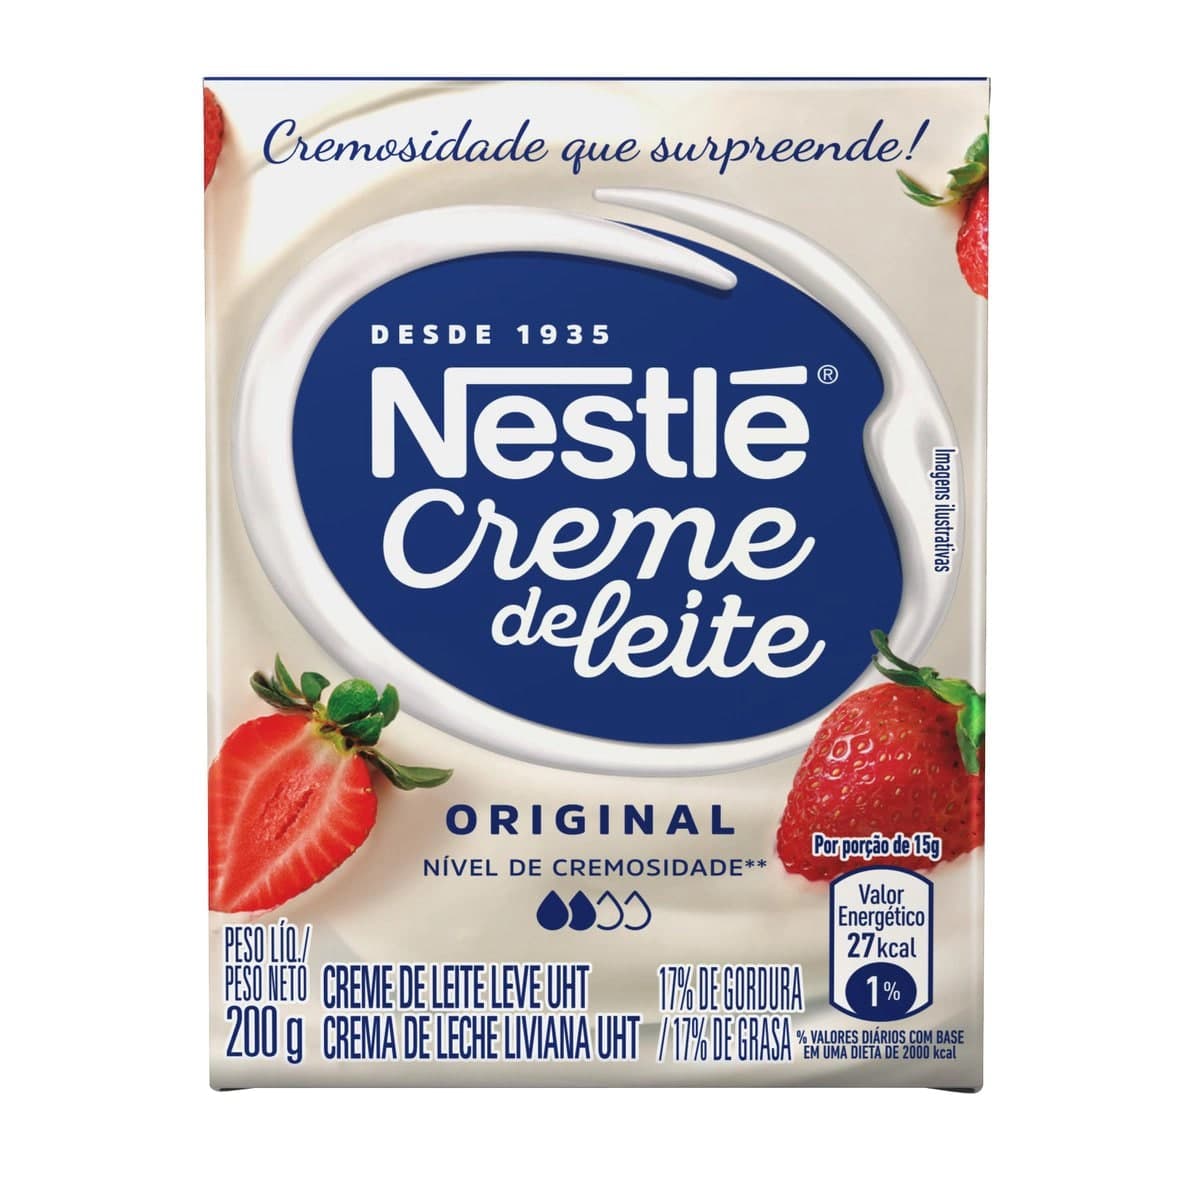 Cremosidade que surpreende!
DESDE 1935
Nestlé®
Creme
de leite
Imagens ilustrativas
ORIGINAL
NÍVEL DE CREMOSIDADE**
Por porção de 15g
Valor
Energético
27kcal
1%
% VALORES DIÁRIOS COM BASE
EM UMA DIETA DE 2000 kcal
PESO LÍQ./
PESO NETO
200 g
CREME DE LEITE LEVE UHT
CREMA DE LECHE LIVIANA UHT
17% DE GORDURA
/ 17% DE GRASA